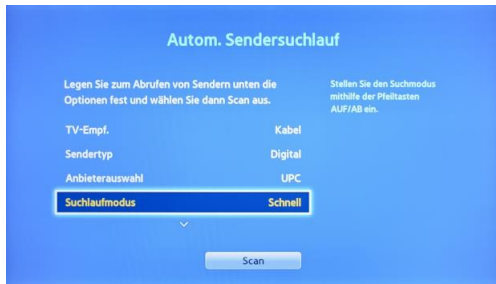 Autom. Sendersuchlauf
Legen Sie zum Abrufen von Sendern unten die
Optionen fest und wählen Sie dann Scan aus.
TV-Empf. Kabel
Sendertyp Digital
Anbieterauswahl UPC
Suchlaufmodus Schnell
Scan
Stellen Sie den Suchmodus
mithilfe der Pfeiltasten
AUF/AB ein.